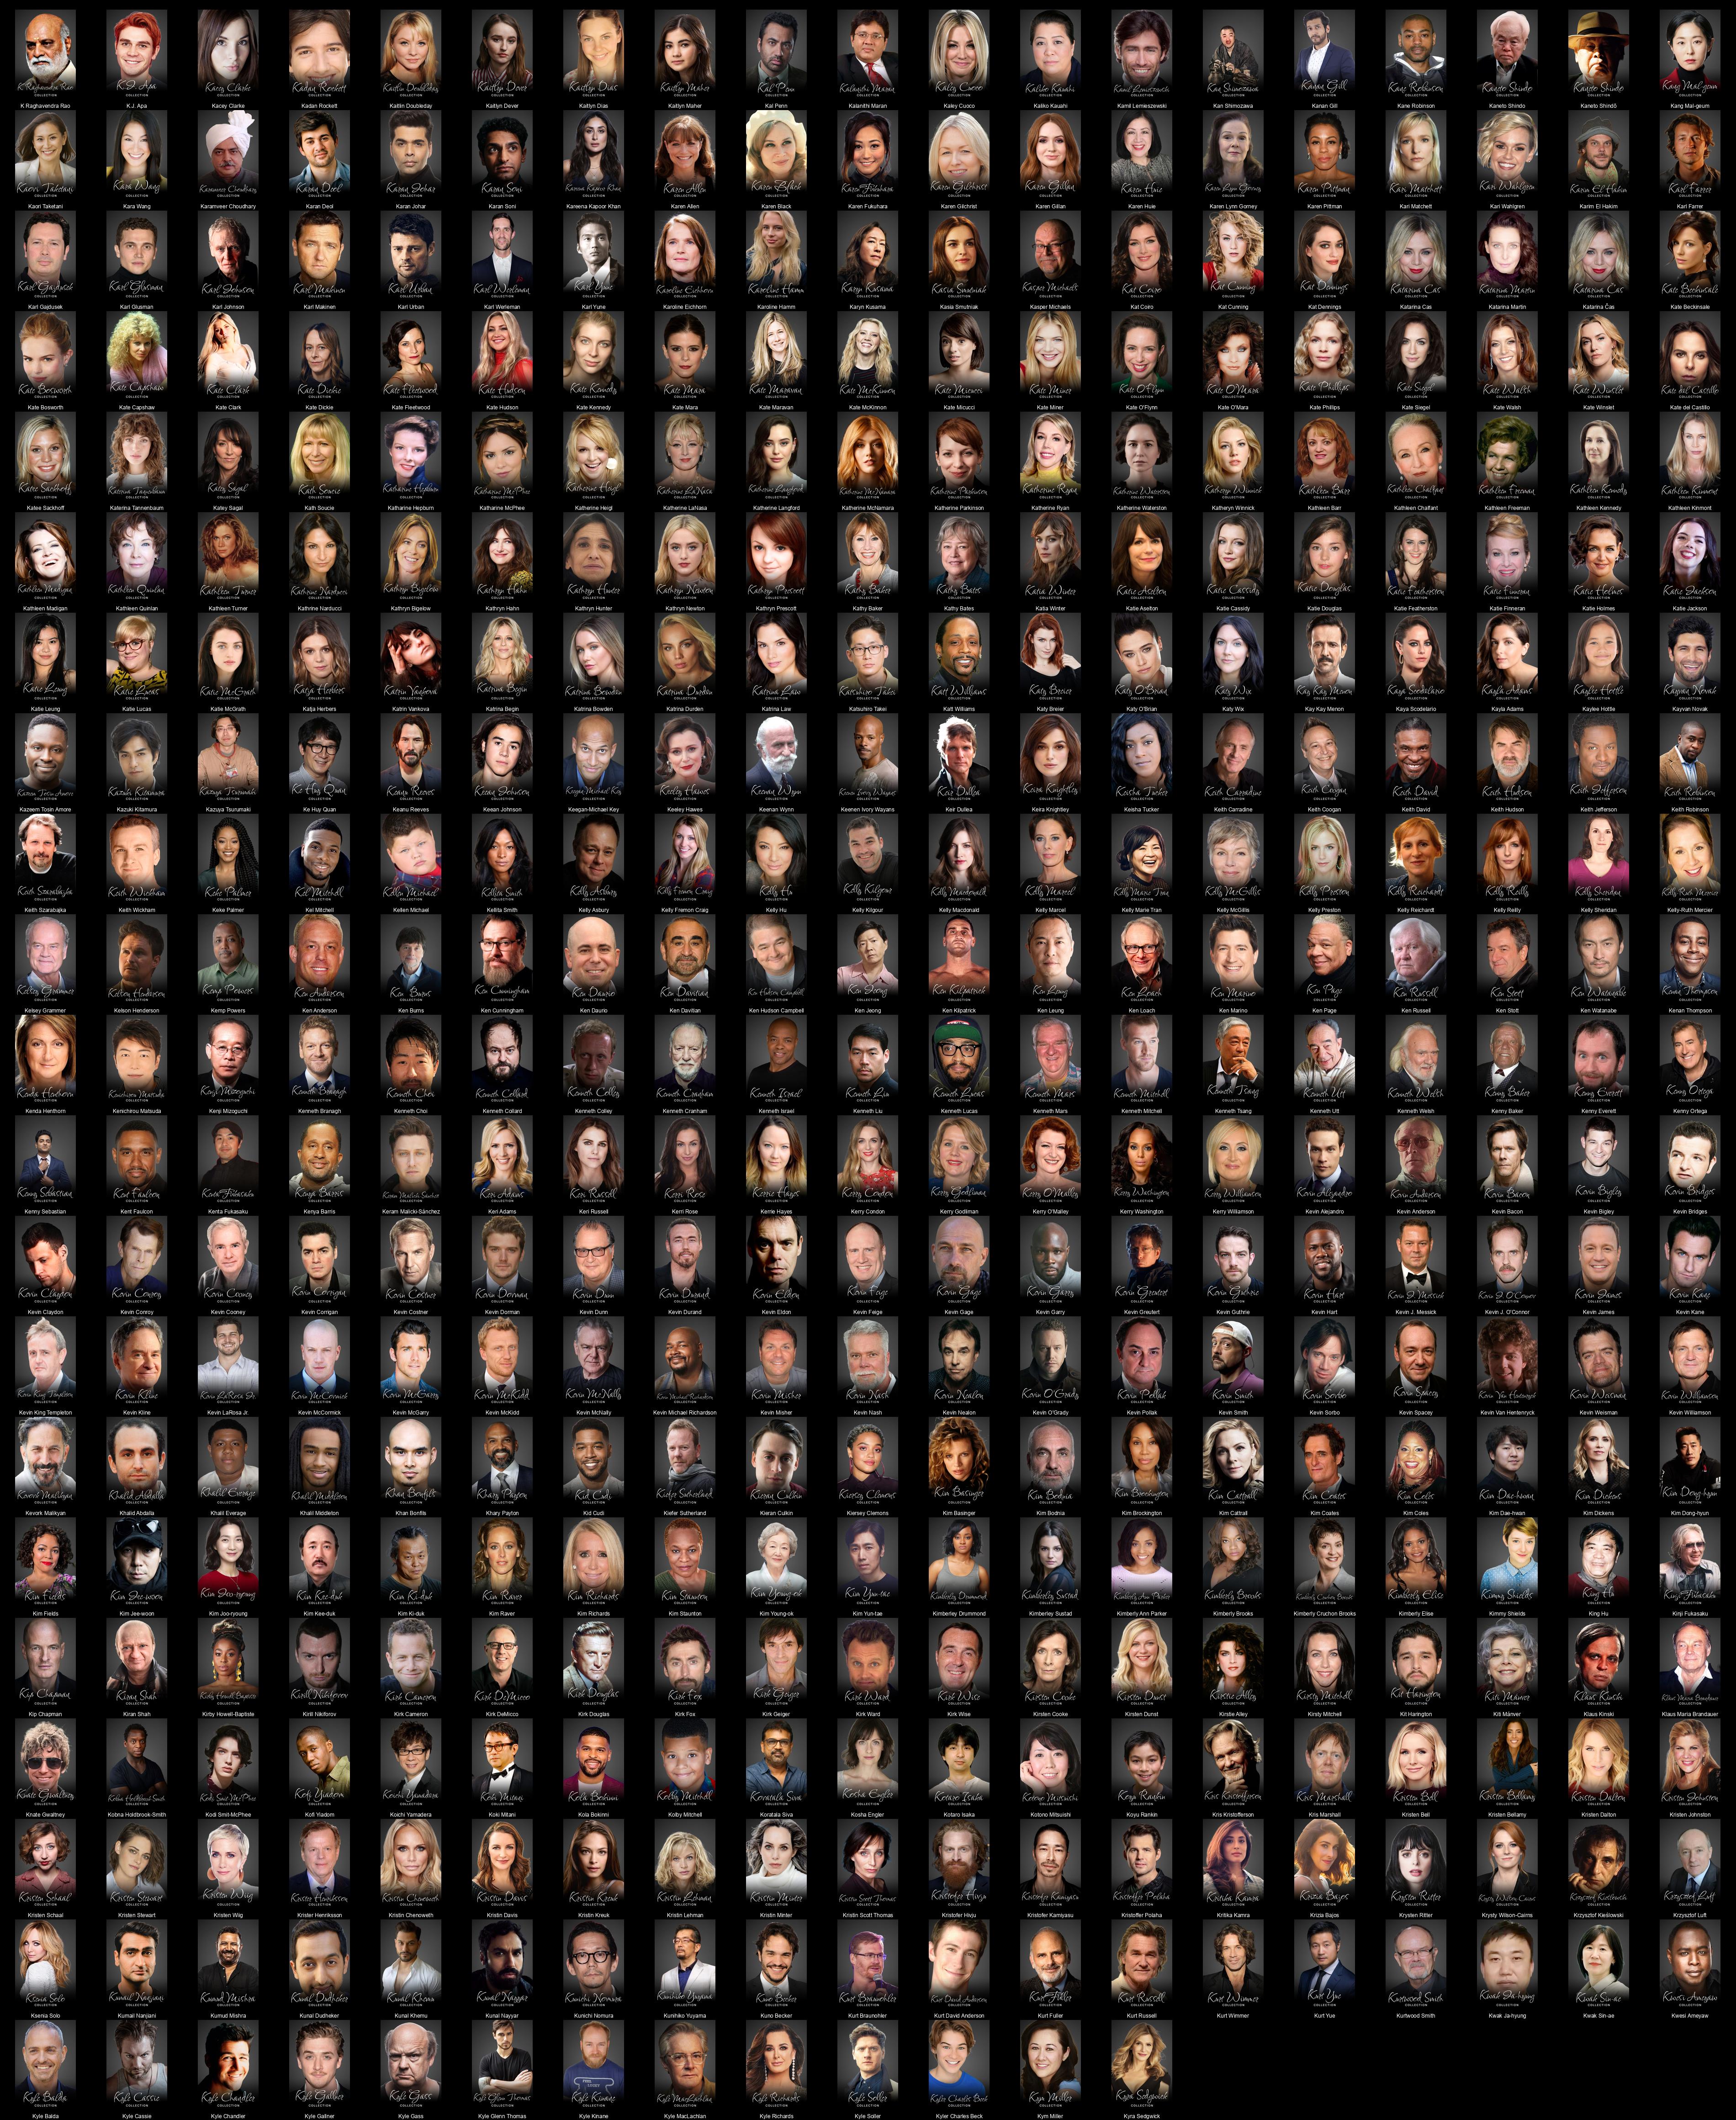 K Raghavendra Rao K.J. Apa Kacey Clarke Kadan Rockett Kaitlin Doubleday Kaitlyn Dever Kaitlyn Dias Kaitlyn Maher Kal Penn Kalanithi Maran Kaley Cuoco Kaliko Kauahi Kamil Lemieszewski Kan Shimozawa Kanan Gill Kane Robinson Kaneto Shindo Kaneto Shindō Kang Mal-geum
Kaori Taketani Kara Wang Karamveer Choudhary Karan Deol Karan Johar Karan Soni Kareena Kapoor Khan Karen Allen Karen Black Karen Fukuhara Karen Gilchrist Karen Gillan Karen Huie Karen Lynn Gorney Karen Pittman Kari Matchett Kari Wahlgren Karim El Hakim Karl Farrer
Karl Gajdusek Karl Glusman Karl Johnson Karl Makinen Karl Urban Karl Werleman Karl Yune Karoline Eichhorn Karoline Hamm Karyn Kusama Kasia Smutniak Kasper Michaels Kat Coiro Kat Cunning Kat Dennings Katarina Cas Katarina Martin Katarina Čas Kate Beckinsale
Kate Bosworth Kate Capshaw Kate Clark Kate Dickie Kate Fleetwood Kate Hudson Kate Kennedy Kate Mara Kate Maravan Kate McKinnon Kate Micucci Kate Miner Kate O'Flynn Kate O'Mara Kate Phillips Kate Siegel Kate Walsh Kate Winslet Kate del Castillo
Katee Sackhoff Katerina Tannenbaum Katey Sagal Kath Soucie Katharine Hepburn Katharine McPhee Katherine Heigl Katherine LaNasa Katherine Langford Katherine McNamara Katherine Parkinson Katherine Ryan Katherine Waterston Katheryn Winnick Kathleen Barr Kathleen Chalfant Kathleen Freeman Kathleen Kennedy Kathleen Kinmont
Kathleen Madigan Kathleen Quinlan Kathleen Turner Kathrine Narducci Kathryn Bigelow Kathryn Hahn Kathryn Hunter Kathryn Newton Kathryn Prescott Kathy Baker Kathy Bates Katia Winter Katie Aselton Katie Cassidy Katie Douglas Katie Featherston Katie Finneran Katie Holmes Katie Jackson
Katie Leung Katie Lucas Katie McGrath Katja Herbers Katrin Vankova Katrina Begin Katrina Bowden Katrina Durden Katrina Law Katsuhiro Takei Katt Williams Katy Breier Katy O'Brian Katy Wix Kay Kay Menon Kaya Scodelario Kayla Adams Kaylee Hottle Kayvan Novak
Kazeem Tosin Amore Kazuki Kitamura Kazuya Tsurumaki Ke Huy Quan Keanu Reeves Keean Johnson Keegan-Michael Key Keeley Hawes Keenan Wynn Keenen Ivory Wayans Keir Dullea Keira Knightley Keisha Tucker Keith Carradine Keith Coogan Keith David Keith Hudson Keith Jefferson Keith Robinson
Keith Szarabajka Keith Wickham Keke Palmer Kel Mitchell Kellen Michael Kellita Smith Kelly Asbury Kelly Fremon Craig Kelly Hu Kelly Kilgour Kelly Macdonald Kelly Marcel Kelly Marie Tran Kelly McGillis Kelly Preston Kelly Reichardt Kelly Reilly Kelly Sheridan Kelly-Ruth Mercier
Kelsey Grammer Kelson Henderson Kemp Powers Ken Anderson Ken Burns Ken Cunningham Ken Daurio Ken Davitian Ken Hudson Campbell Ken Jeong Ken Kilpatrick Ken Leung Ken Loach Ken Marino Ken Page Ken Russell Ken Stott Ken Watanabe Kenan Thompson
Kenda Henthorn Kenichirou Matsuda Kenji Mizoguchi Kenneth Branagh Kenneth Choi Kenneth Collard Kenneth Colley Kenneth Cranham Kenneth Israel Kenneth Liu Kenneth Lucas Kenneth Mars Kenneth Mitchell Kenneth Tsang Kenneth Utt Kenneth Welsh Kenny Baker Kenny Everett Kenny Ortega
Kenny Sebastian Kent Faulcon Kenta Fukasaku Kenya Barris Keram Malicki-Sánchez Keri Adams Keri Russell Kerri Rose Kerrie Hayes Kerry Condon Kerry Godliman Kerry O'Malley Kerry Washington Kerry Williamson Kevin Alejandro Kevin Anderson Kevin Bacon Kevin Bigley Kevin Bridges
Kevin Claydon Kevin Conroy Kevin Cooney Kevin Corrigan Kevin Costner Kevin Dorman Kevin Dunn Kevin Durand Kevin Eldon Kevin Feige Kevin Gage Kevin Garry Kevin Greutert Kevin Guthrie Kevin Hart Kevin J. Messick Kevin J. O'Connor Kevin James Kevin Kane
Kevin King Templeton Kevin Kline Kevin LaRosa Jr. Kevin McCormick Kevin McGarry Kevin McKidd Kevin McNally Kevin Michael Richardson Kevin Misher Kevin Nash Kevin Nealon Kevin O'Grady Kevin Pollak Kevin Smith Kevin Sorbo Kevin Spacey Kevin Van Hentenryck Kevin Weisman Kevin Williamson
Kevork Malikyan Khalid Abdalla Khalil Everage Khalil Middleton Khan Bonfils Khary Payton Kid Cudi Kiefer Sutherland Kieran Culkin Kiersey Clemons Kim Basinger Kim Bodnia Kim Brockington Kim Cattrall Kim Coates Kim Coles Kim Dae-hwan Kim Dickens Kim Dong-hyun
Kim Fields Kim Jee-woon Kim Joo-ryoung Kim Kee-duk Kim Ki-duk Kim Raver Kim Richards Kim Staunton Kim Young-ok Kim Yun-tae Kimberley Drummond Kimberley Sustad Kimberly Ann Parker Kimberly Brooks Kimberly Cruchon Brooks Kimberly Elise Kimmy Shields King Hu Kinji Fukasaku
Kip Chapman Kiran Shah Kirby Howell-Baptiste Kirill Nikiforov Kirk Cameron Kirk DeMicco Kirk Douglas Kirk Fox Kirk Geiger Kirk Ward Kirk Wise Kirsten Cooke Kirsten Dunst Kirstie Alley Kirsty Mitchell Kit Harington Kiti Mánver Klaus Kinski Klaus Maria Brandauer
Knate Gwaltney Kobna Holdbrook-Smith Kodi Smit-McPhee Kofi Yiadom Koichi Yamadera Koki Mitani Kola Bokinni Kolby Mitchell Koratala Siva Kosha Engler Kotaro Isaka Kotono Mitsuishi Koyu Rankin Kris Kristofferson Kris Marshall Kristen Bell Kristen Bellamy Kristen Dalton Kristen Johnston
Kristen Schaal Kristen Stewart Kristen Wiig Krister Henriksson Kristin Chenoweth Kristin Davis Kristin Kreuk Kristin Lehman Kristin Minter Kristin Scott Thomas Kristofer Hivju Kristofer Kamiyasu Kristoffer Polaha Kritika Kamra Krizia Bajos Krysten Ritter Krysty Wilson-Cairns Krzysztof Kieślowski Krzysztof Luft
Ksenia Solo Kumail Nanjiani Kumud Mishra Kunal Dudheker Kunal Khemu Kunal Nayyar Kunichi Nomura Kunihiko Yuyama Kuno Becker Kurt Braunohler Kurt David Anderson Kurt Fuller Kurt Russell Kurt Wimmer Kurt Yue Kurtwood Smith Kwak Ja-hyung Kwak Sin-ae Kwesi Ameyaw
Kyle Balda Kyle Cassie Kyle Chandler Kyle Gallner Kyle Gass Kyle Glenn Thomas Kyle Kinane Kyle MacLachlan Kyle Richards Kyle Soller Kyler Charles Beck Kym Miller Kyra Sedgwick